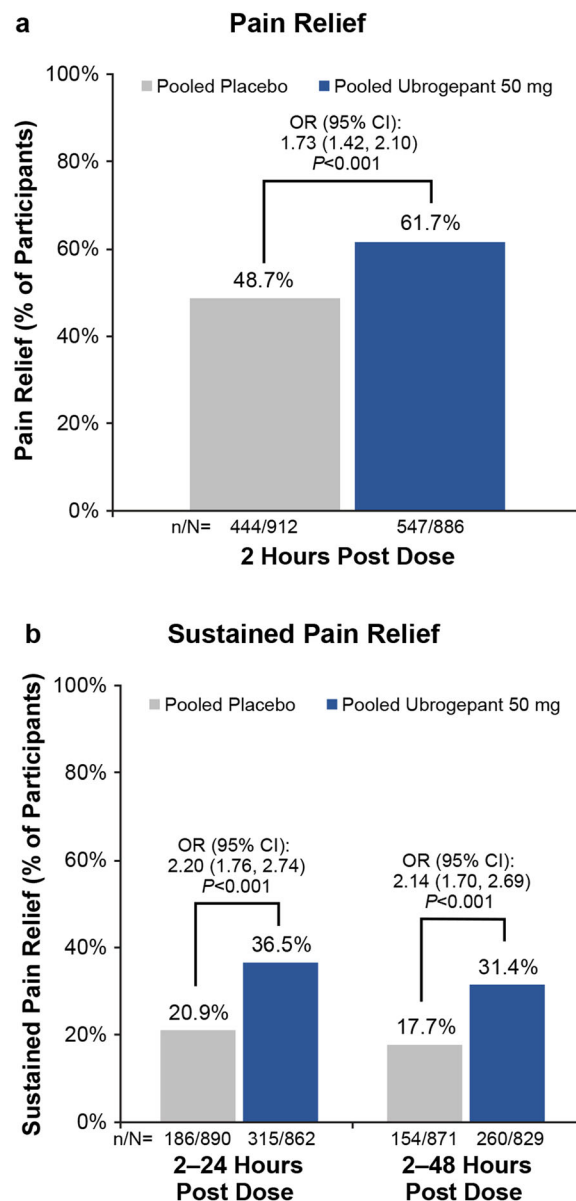 a
Pain Relief
Pain Relief (% of Participants)
100%
80%
60%
40%
20%
0%
Pooled Placebo Pooled Ubrogepant 50 mg
OR (95% CI):
1.73 (1.42, 2.10)
P<0.001
48.7%
61.7%
n/N= 444/912 547/886
2 Hours Post Dose
b
Sustained Pain Relief
Sustained Pain Relief (% of Participants)
100%
80%
60%
40%
20%
0%
Pooled Placebo Pooled Ubrogepant 50 mg
OR (95% CI):
2.20 (1.76, 2.74)
P<0.001
20.9%
36.5%
OR (95% CI):
2.14 (1.70, 2.69)
P<0.001
17.7%
31.4%
n/N= 186/890 315/862 154/871 260/829
2–24 Hours
Post Dose
2–48 Hours
Post Dose